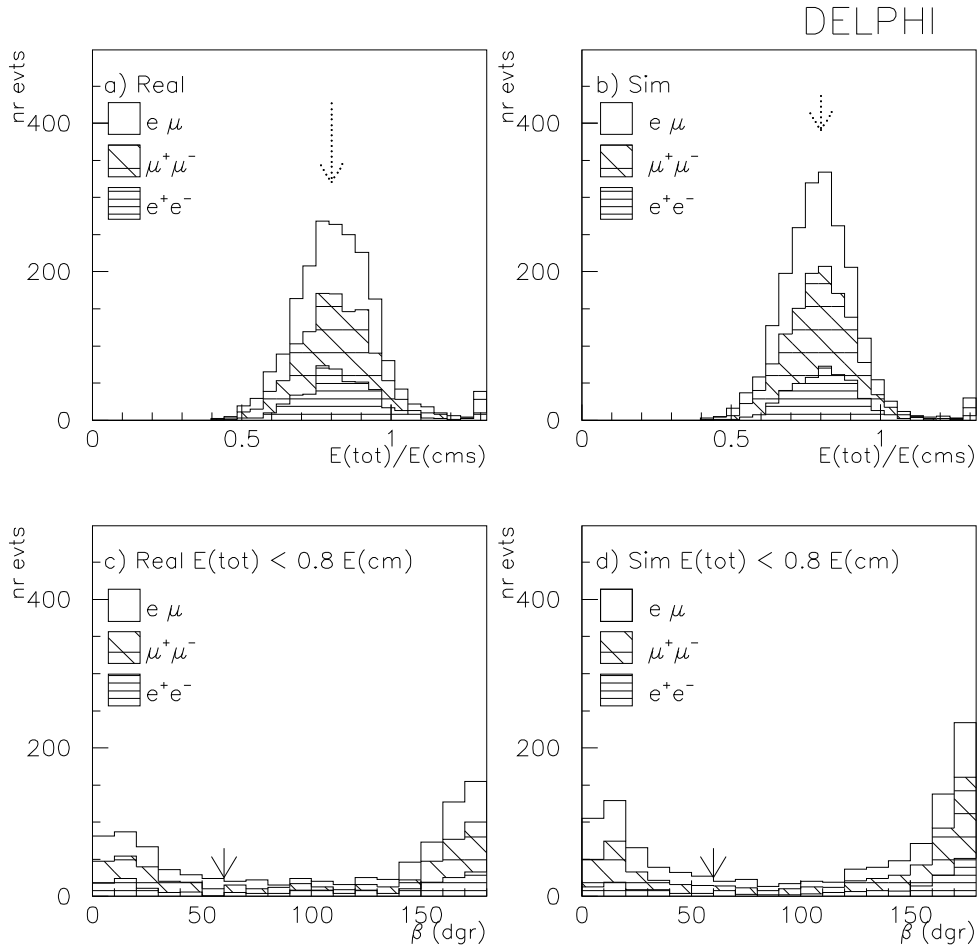 DELPHI
nr evts
a) Real
e μ
μ⁺μ⁻
e⁺e⁻
400
200
0
0 0.5 1
E(tot)/E(cms)
nr evts
b) Sim
e μ
μ⁺μ⁻
e⁺e⁻
400
200
0
0 0.5 1
E(tot)/E(cms)
nr evts
c) Real E(tot) < 0.8 E(cm)
e μ
μ⁺μ⁻
e⁺e⁻
400
200
0
0 50 100 150
β (dgr)
nr evts
d) Sim E(tot) < 0.8 E(cm)
e μ
μ⁺μ⁻
e⁺e⁻
400
200
0
0 50 100 150
β (dgr)